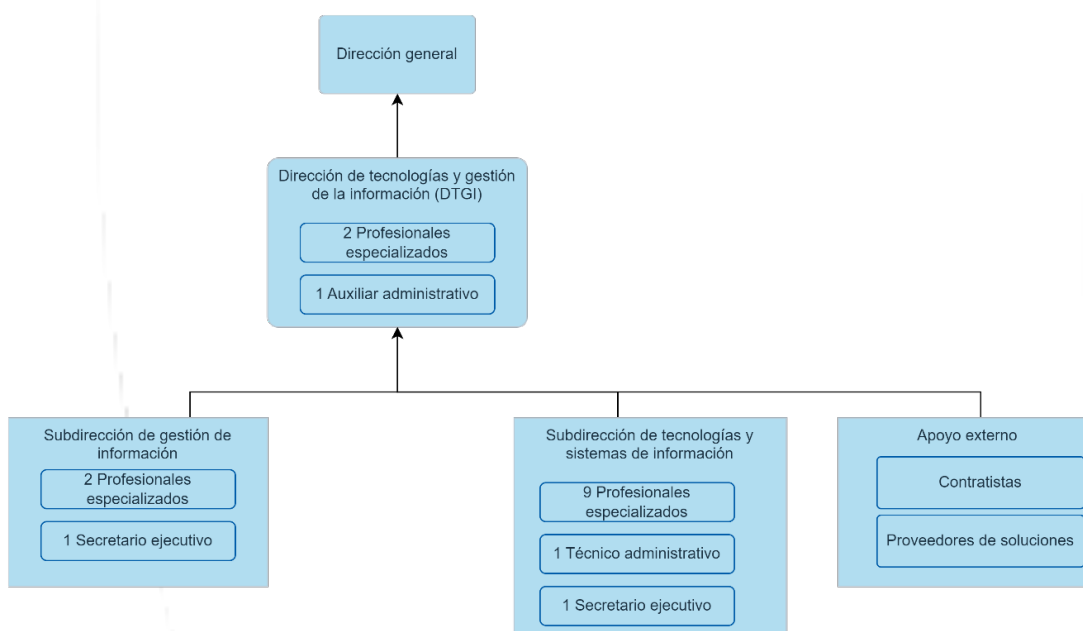 Dirección general
Dirección de tecnologías y gestión
de la información (DTGI)
2 Profesionales
especializados
1 Auxiliar administrativo
Subdirección de gestión de
información
2 Profesionales
especializados
1 Secretario ejecutivo
Subdirección de tecnologías y
sistemas de información
9 Profesionales
especializados
1 Técnico administrativo
1 Secretario ejecutivo
Apoyo externo
Contratistas
Proveedores de soluciones